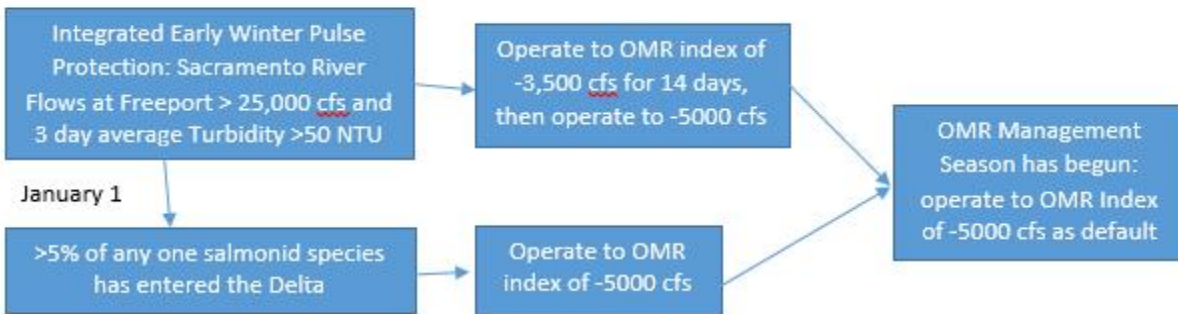 Integrated Early Winter Pulse
Protection: Sacramento River
Flows at Freeport > 25,000 cfs and
3 day average Turbidity >50 NTU
Operate to OMR index of
-3,500 cfs for 14 days,
then operate to -5000 cfs
OMR Management
Season has begun:
operate to OMR Index
of -5000 cfs as default
January 1
>5% of any one salmonid species
has entered the Delta
Operate to OMR
index of -5000 cfs